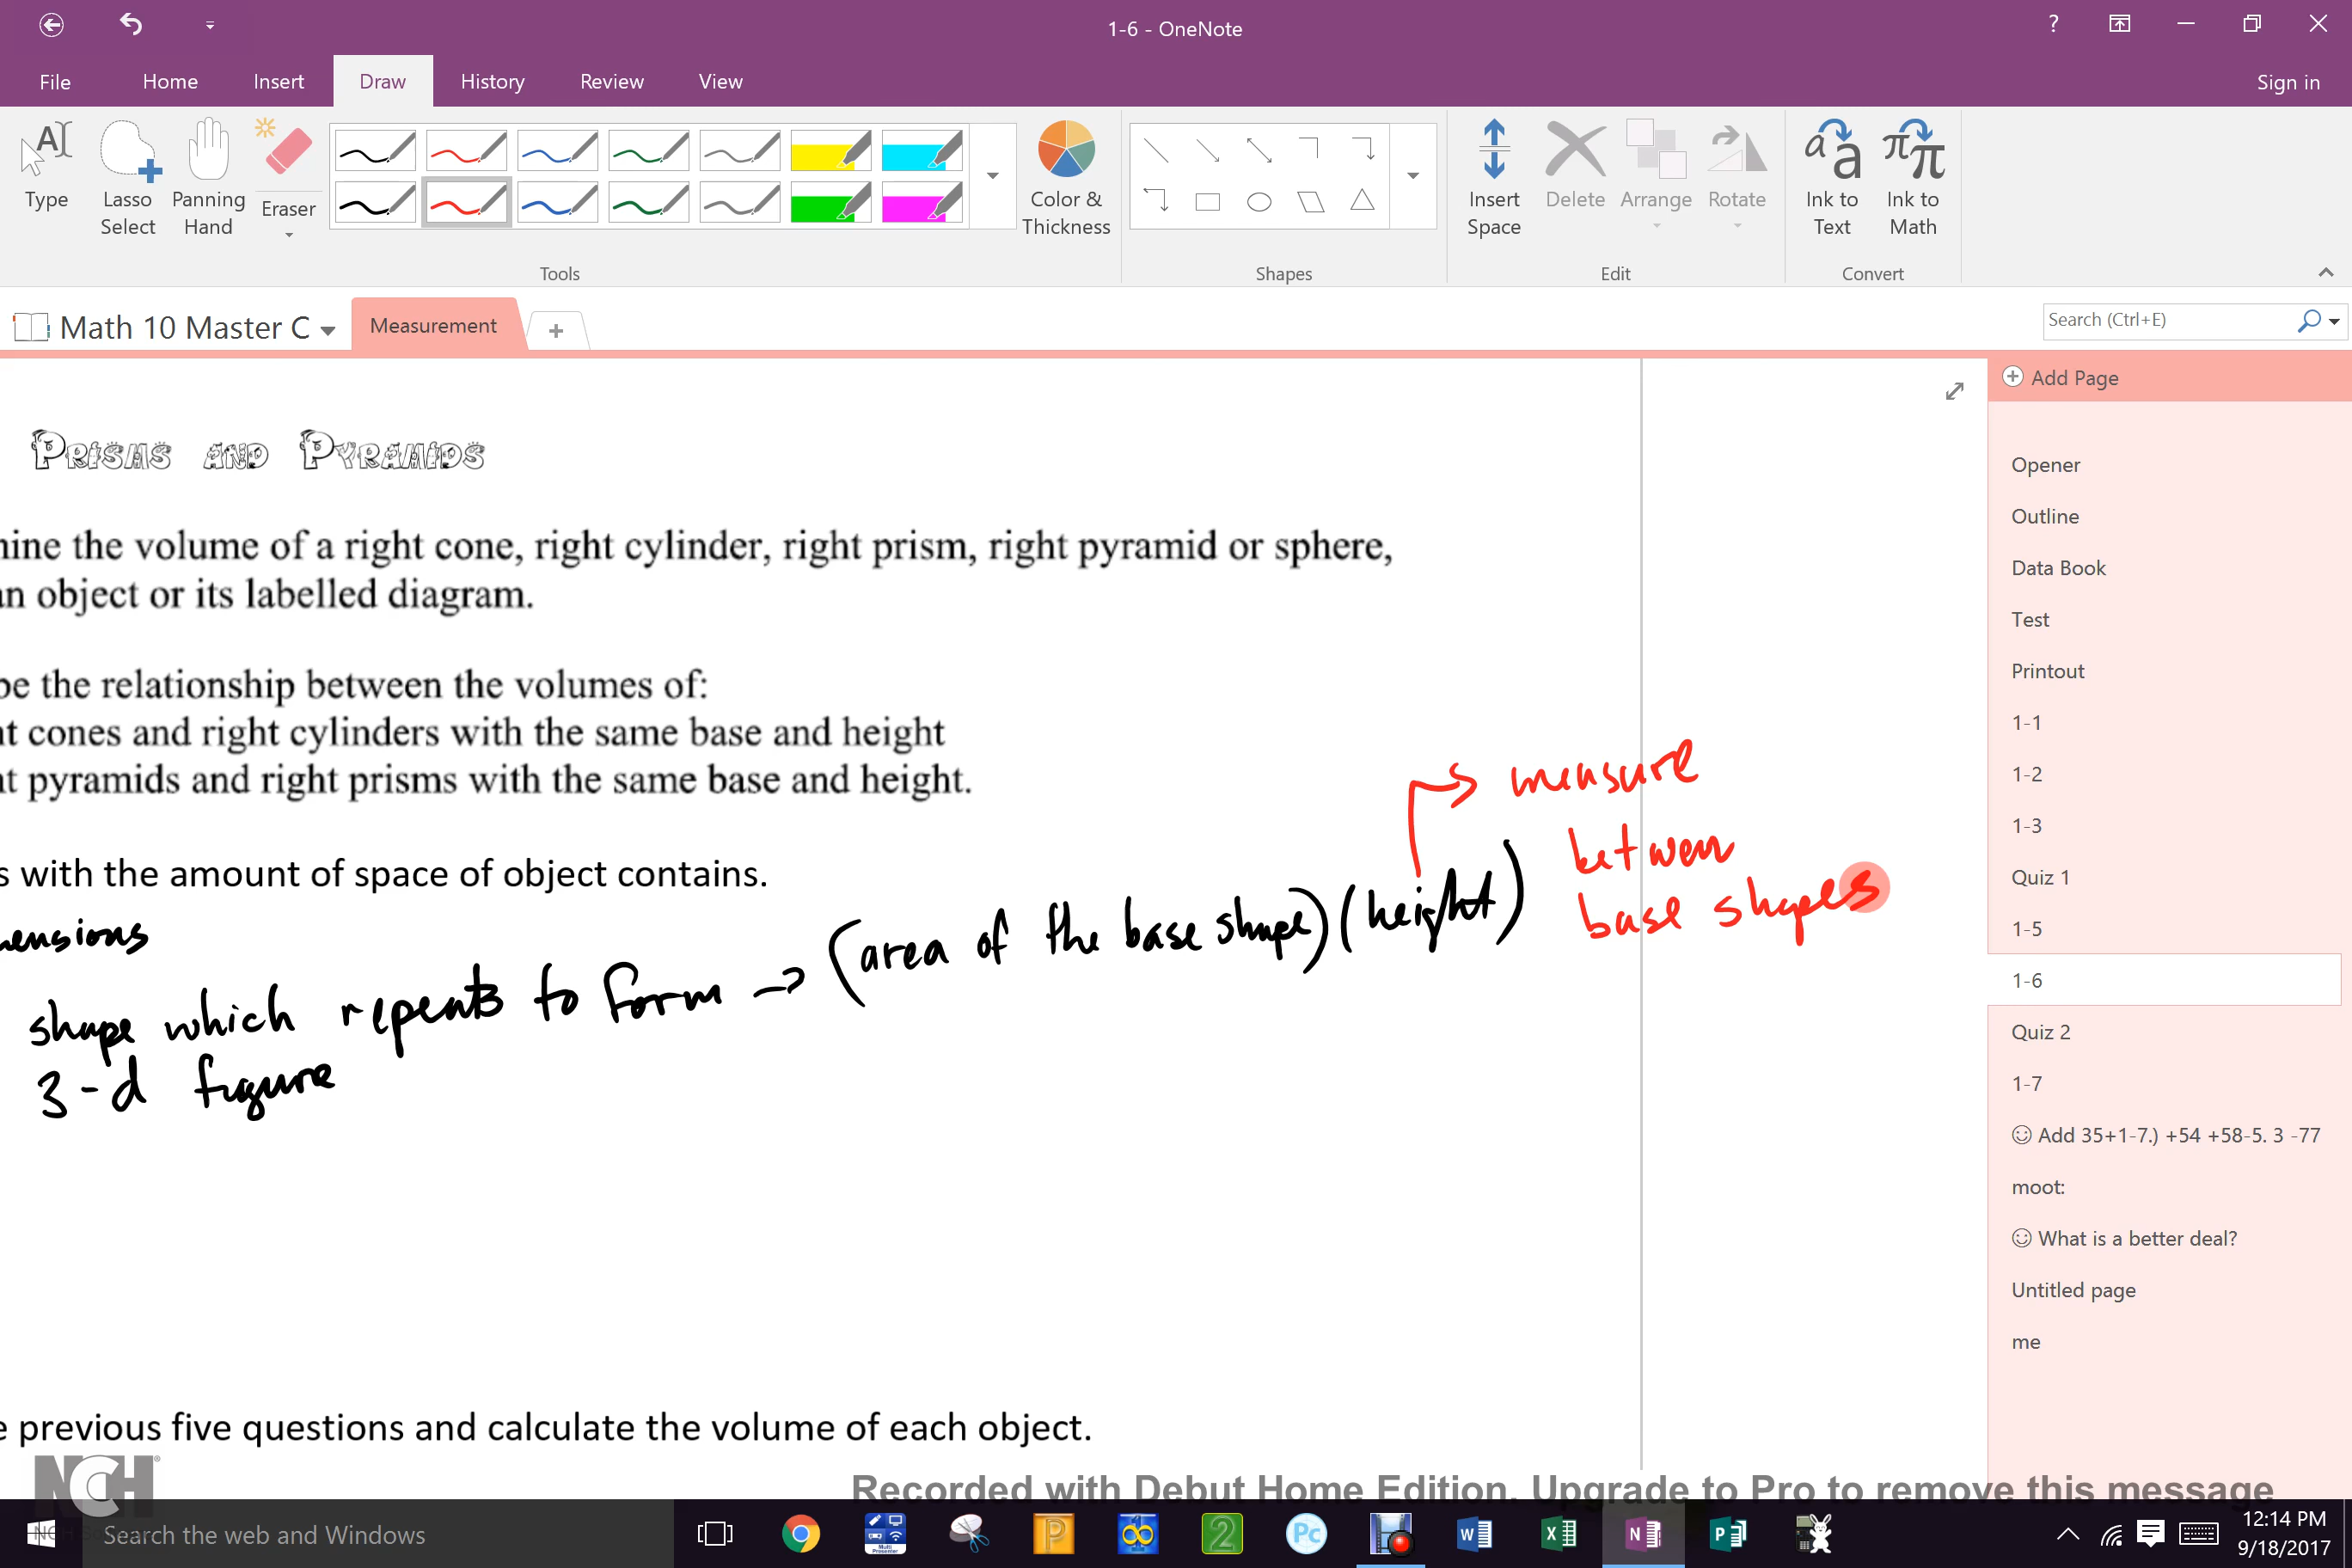 1-6 - OneNote
?
File Home Insert Draw History Review View Sign in
Type
Lasso Select
Panning Hand
Eraser
Color & Thickness
Insert Space
Delete
Arrange
Rotate
Ink to Text
Ink to Math
Tools
Shapes
Edit
Convert
Math 10 Master C
Measurement
Search (Ctrl+E)
Add Page
Prisms and Pyramids
nine the volume of a right cone, right cylinder, right prism, right pyramid or sphere,
an object or its labelled diagram.
be the relationship between the volumes of:
nt cones and right cylinders with the same base and height
nt pyramids and right prisms with the same base and height.
measure
between
base shapes
s with the amount of space of object contains.
mensions
shape which repeats to form → (area of the base shape)(height)
3-d figure
e previous five questions and calculate the volume of each object.
Opener
Outline
Data Book
Test
Printout
1-1
1-2
1-3
Quiz 1
1-5
1-6
Quiz 2
1-7
Add 35+1-7.) +54 +58-5. 3 -77
moot:
What is a better deal?
Untitled page
me
NCH
Recorded with Debut Home Edition. Upgrade to Pro to remove this message
Search the web and Windows
12:14 PM
9/18/2017